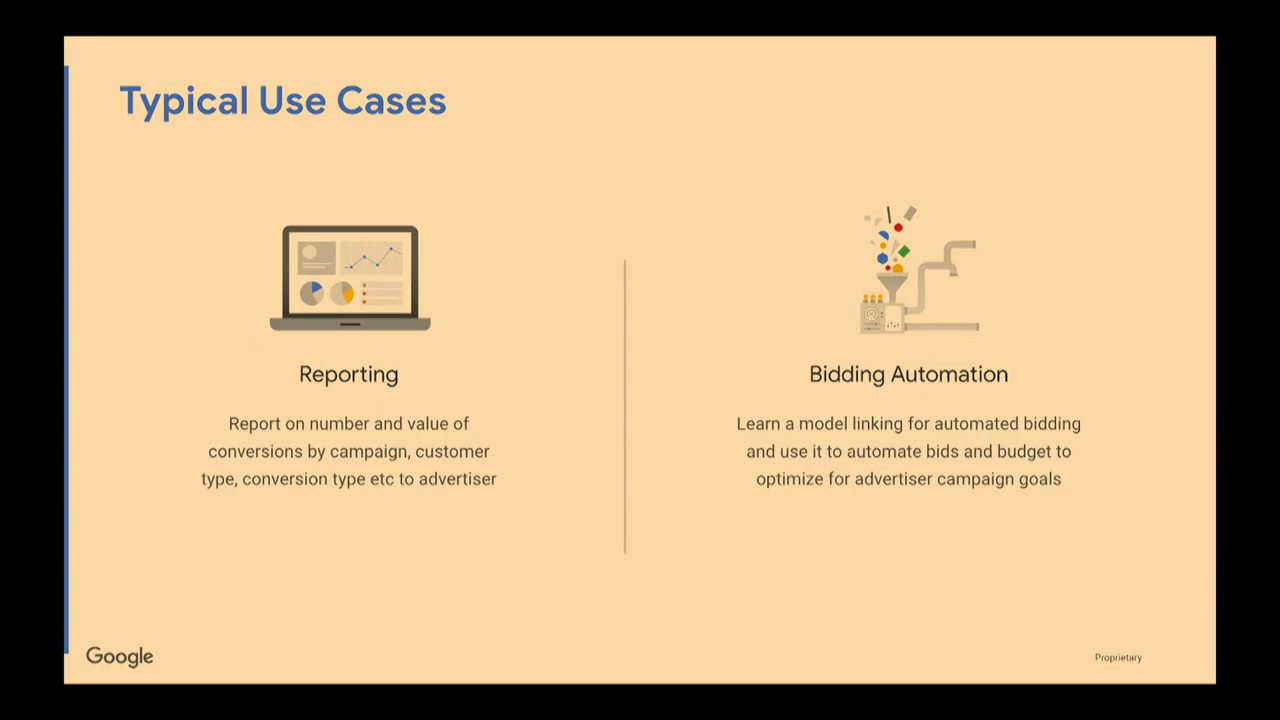 Typical Use Cases
Reporting
Report on number and value of
conversions by campaign, customer
type, conversion type etc to advertiser
Bidding Automation
Learn a model linking for automated bidding
and use it to automate bids and budget to
optimize for advertiser campaign goals
Google
Proprietary